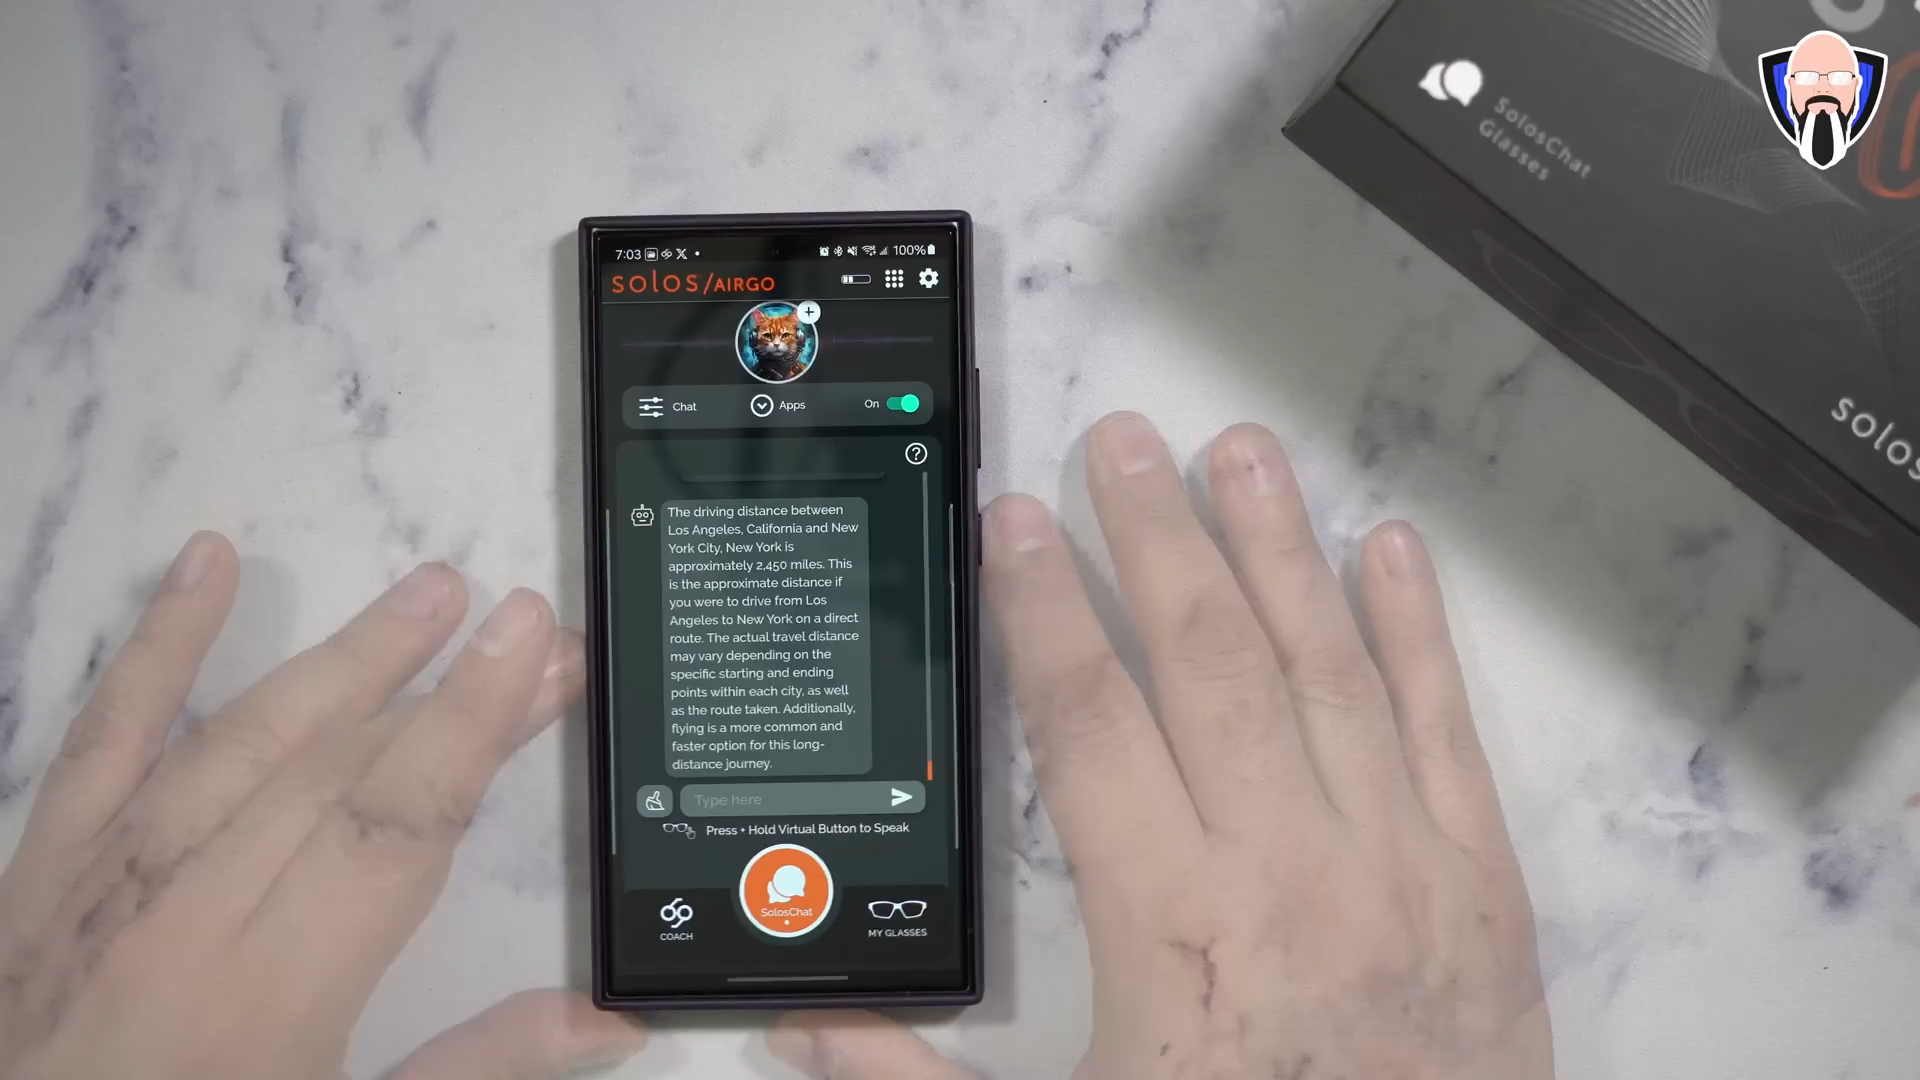 SolosChat
Glasses
solos
7:03
100%
solos/AIRGO
Chat
Apps
On
The driving distance between
Los Angeles, California and New
York City, New York is
approximately 2,450 miles. This
is the approximate distance if
you were to drive from Los
Angeles to New York on a direct
route. The actual travel distance
may vary depending on the
specific starting and ending
points within each city, as well
as the route taken. Additionally,
flying is a more common and
faster option for this long-
distance journey.
Type here
Press + Hold Virtual Button to Speak
SolosChat
COACH
MY GLASSES